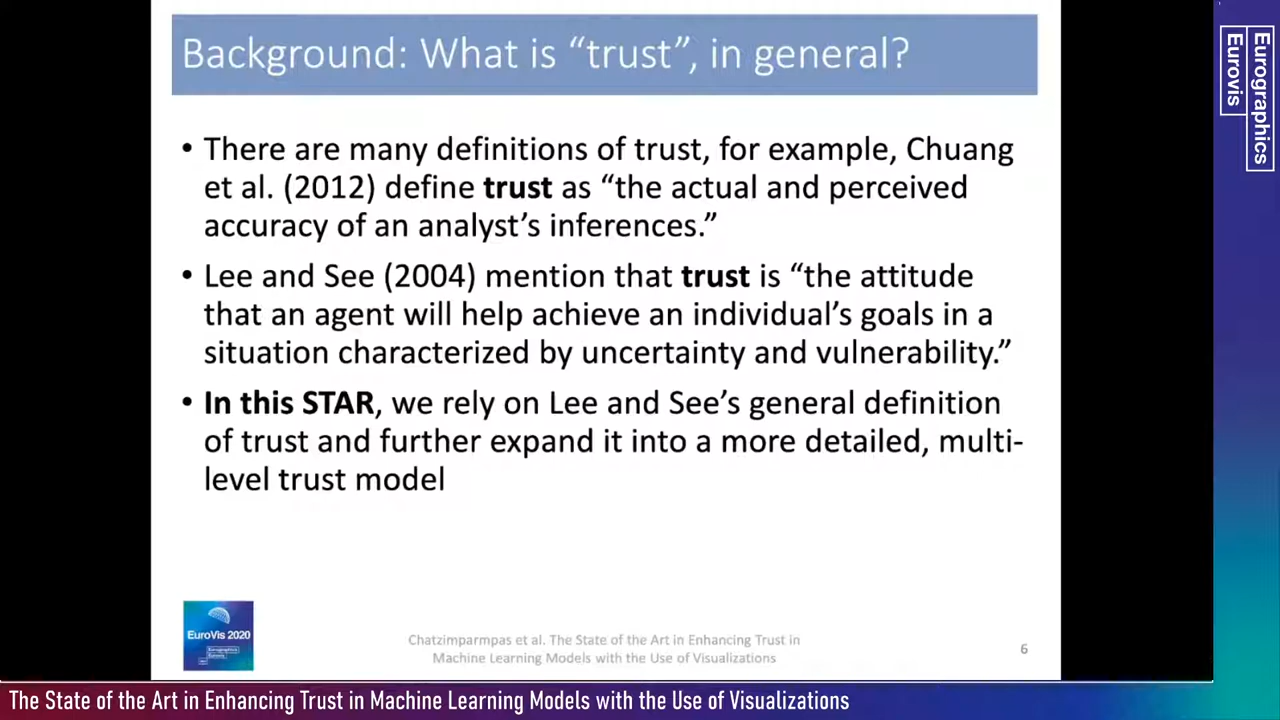 Background: What is “trust”, in general?
• There are many definitions of trust, for example, Chuang
et al. (2012) define trust as “the actual and perceived
accuracy of an analyst’s inferences.”
• Lee and See (2004) mention that trust is “the attitude
that an agent will help achieve an individual’s goals in a
situation characterized by uncertainty and vulnerability.”
• In this STAR, we rely on Lee and See’s general definition
of trust and further expand it into a more detailed, multi-
level trust model
EuroVis 2020
Chatzimparmpas et al. The State of the Art in Enhancing Trust in
Machine Learning Models with the Use of Visualizations
6
Eurographics
Eurovis
The State of the Art in Enhancing Trust in Machine Learning Models with the Use of Visualizations